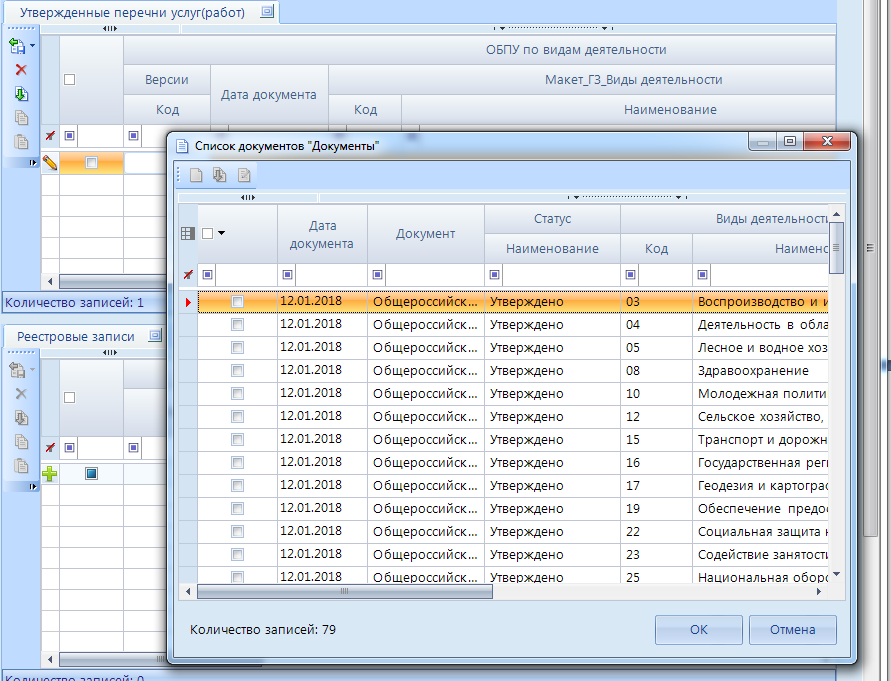 Утвержденные перечни услуг(работ)
ОБПУ по видам деятельности
Версии
Дата документа
Макет_ГЗ_Виды деятельности
Код
Код
Наименование
Количество записей: 1
Реестровые записи
Количество записей: 0
Список документов "Документы"
Дата документа
Документ
Статус
Виды деятельности
Наименование
Код
Наименс
12.01.2018 Общероссийск... Утверждено 03 Воспроизводство и и
12.01.2018 Общероссийск... Утверждено 04 Деятельность в обла
12.01.2018 Общероссийск... Утверждено 05 Лесное и водное хоз
12.01.2018 Общероссийск... Утверждено 08 Здравоохранение
12.01.2018 Общероссийск... Утверждено 10 Молодежная полити
12.01.2018 Общероссийск... Утверждено 12 Сельское хозяйство,
12.01.2018 Общероссийск... Утверждено 15 Транспорт и дорожн
12.01.2018 Общероссийск... Утверждено 16 Государственная рег
12.01.2018 Общероссийск... Утверждено 17 Геодезия и картограф
12.01.2018 Общероссийск... Утверждено 19 Обеспечение предос
12.01.2018 Общероссийск... Утверждено 22 Социальная защита н
12.01.2018 Общероссийск... Утверждено 23 Содействие занятости
12.01.2018 Общероссийск... Утверждено 25 Национальная оборо
Количество записей: 79
ОК
Отмена